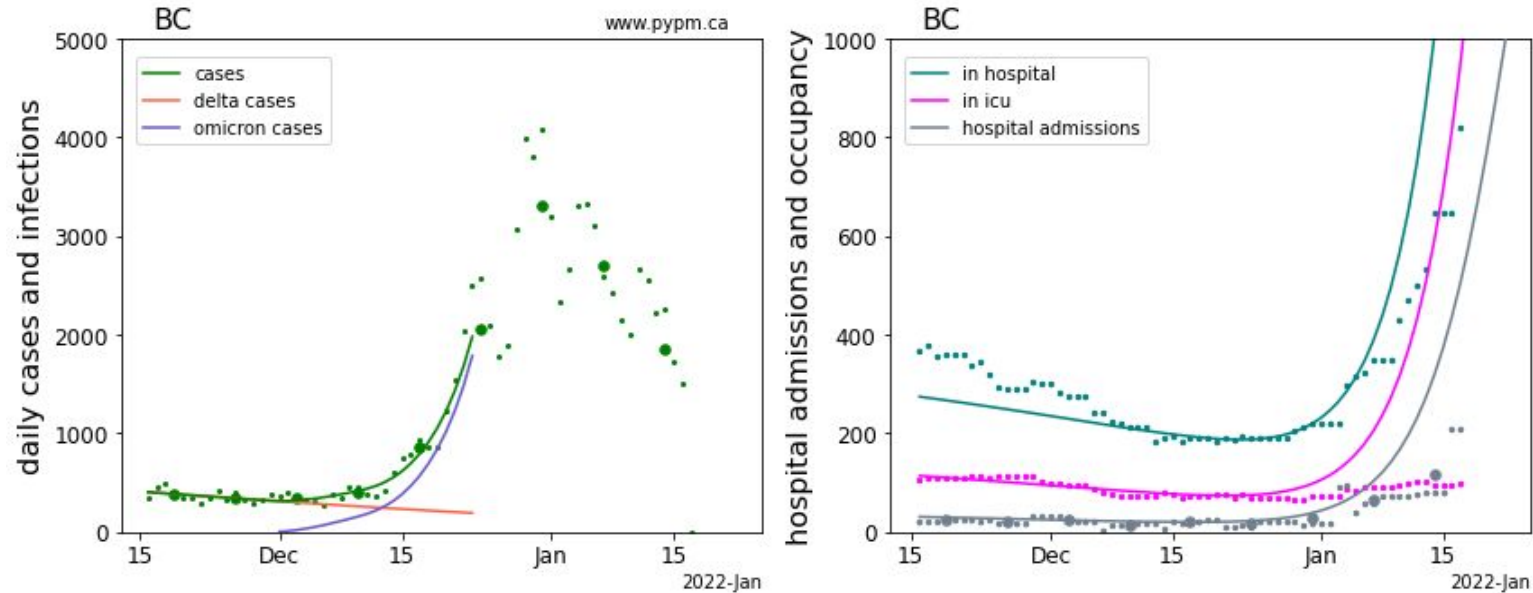 BC
www.pypm.ca
daily cases and infections
5000
4000
3000
2000
1000
0
cases
delta cases
omicron cases
15
Dec
15
Jan
15
2022-Jan
BC
hospital admissions and occupancy
1000
800
600
400
200
0
in hospital
in icu
hospital admissions
15
Dec
15
Jan
15
2022-Jan